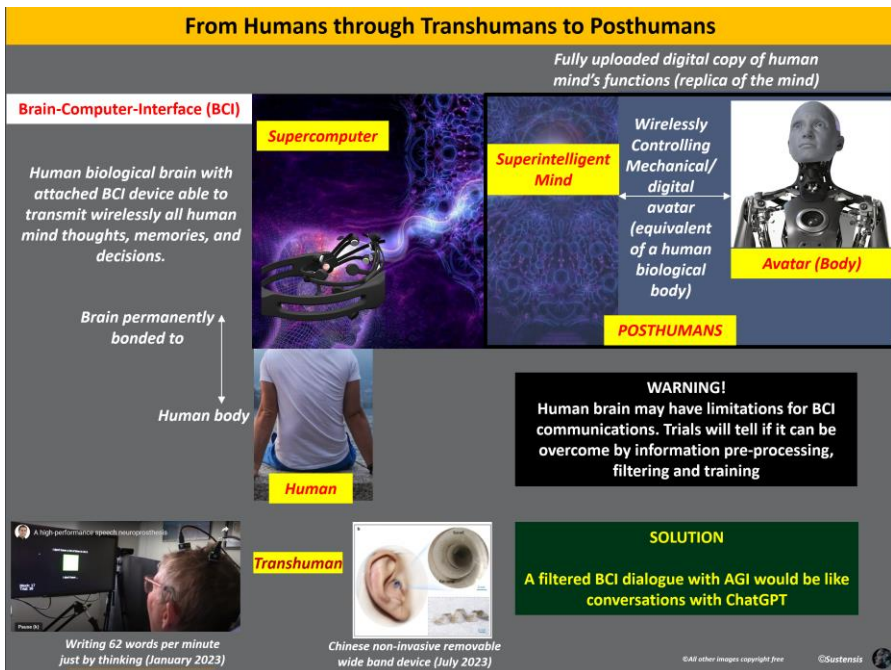 From Humans through Transhumans to Posthumans
Fully uploaded digital copy of human
mind's functions (replica of the mind)
Brain-Computer-Interface (BCI)
Human biological brain with
attached BCI device able to
transmit wirelessly all human
mind thoughts, memories, and
decisions.
Supercomputer
Superintelligent
Mind
Wirelessly
Controlling
Mechanical/
digital
avatar
(equivalent
of a human
biological
body)
Avatar (Body)
POSTHUMANS
Brain permanently
bonded to
Human body
Human
WARNING!
Human brain may have limitations for BCI
communications. Trials will tell if it can be
overcome by information pre-processing,
filtering and training
A high-performance speech neuroprosthesis
Writing 62 words per minute
just by thinking (January 2023)
Transhuman
b
Chinese non-invasive removable
wide band device (July 2023)
SOLUTION
A filtered BCI dialogue with AGI would be like
conversations with ChatGPT
©All other images copyright free
©Sustensis